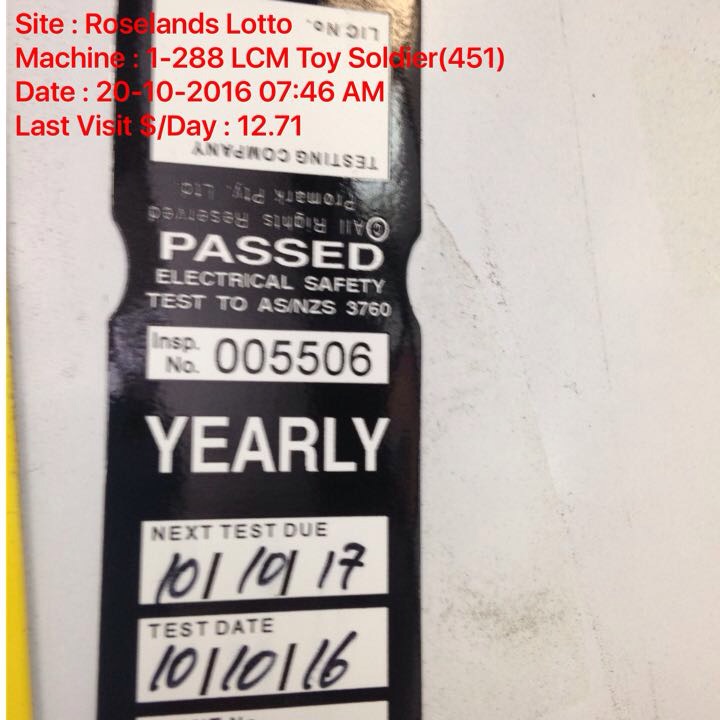 Site : Roselands Lotto
Machine : 1-288 LCM Toy Soldier(451)
Date : 20-10-2016 07:46 AM
Last Visit $/Day : 12.71
LIC No.
TESTING COMPANY
Promark Pty. Ltd.
©All Rights Reserved
PASSED
ELECTRICAL SAFETY
TEST TO AS/NZS 3760
Insp. No. 005506
YEARLY
NEXT TEST DUE
10/10/17
TEST DATE
10/10/16